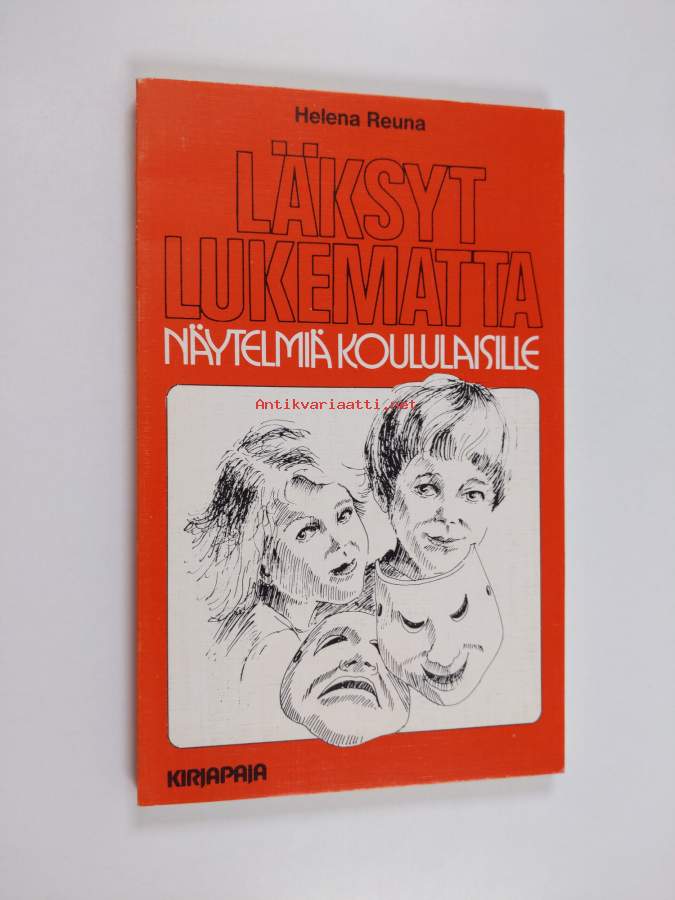 Helena Reuna
LÄKSYT
LUKEMATTA
NÄYTELMIÄ KOULULAISILLE
Antikvariaatti.net
KIRJAPAJA